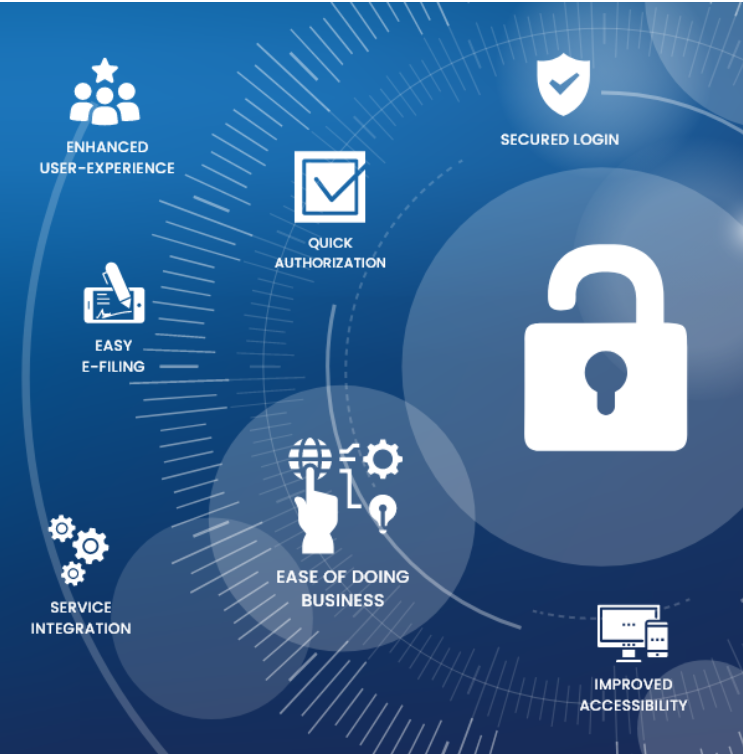 ENHANCED
USER-EXPERIENCE
SECURED LOGIN
QUICK
AUTHORIZATION
EASY
E-FILING
EASE OF DOING
BUSINESS
SERVICE
INTEGRATION
IMPROVED
ACCESSIBILITY